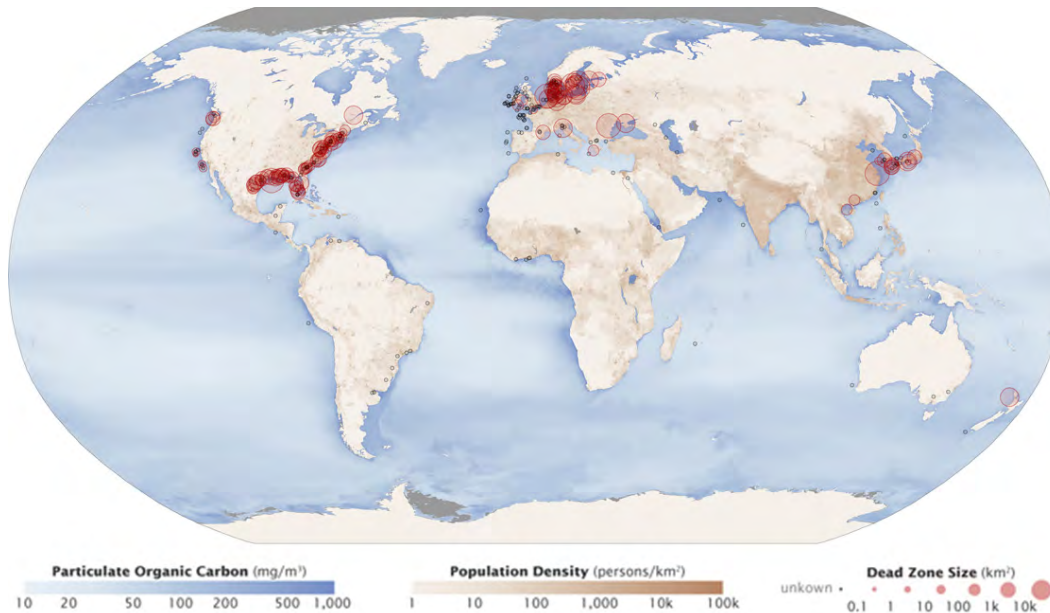 Particulate Organic Carbon (mg/m³)
10 20 50 100 200 500 1,000
Population Density (persons/km²)
1 10 100 1,000 10k 100k
Dead Zone Size (km²)
unkown
0.1 1 10 100 1k 10k